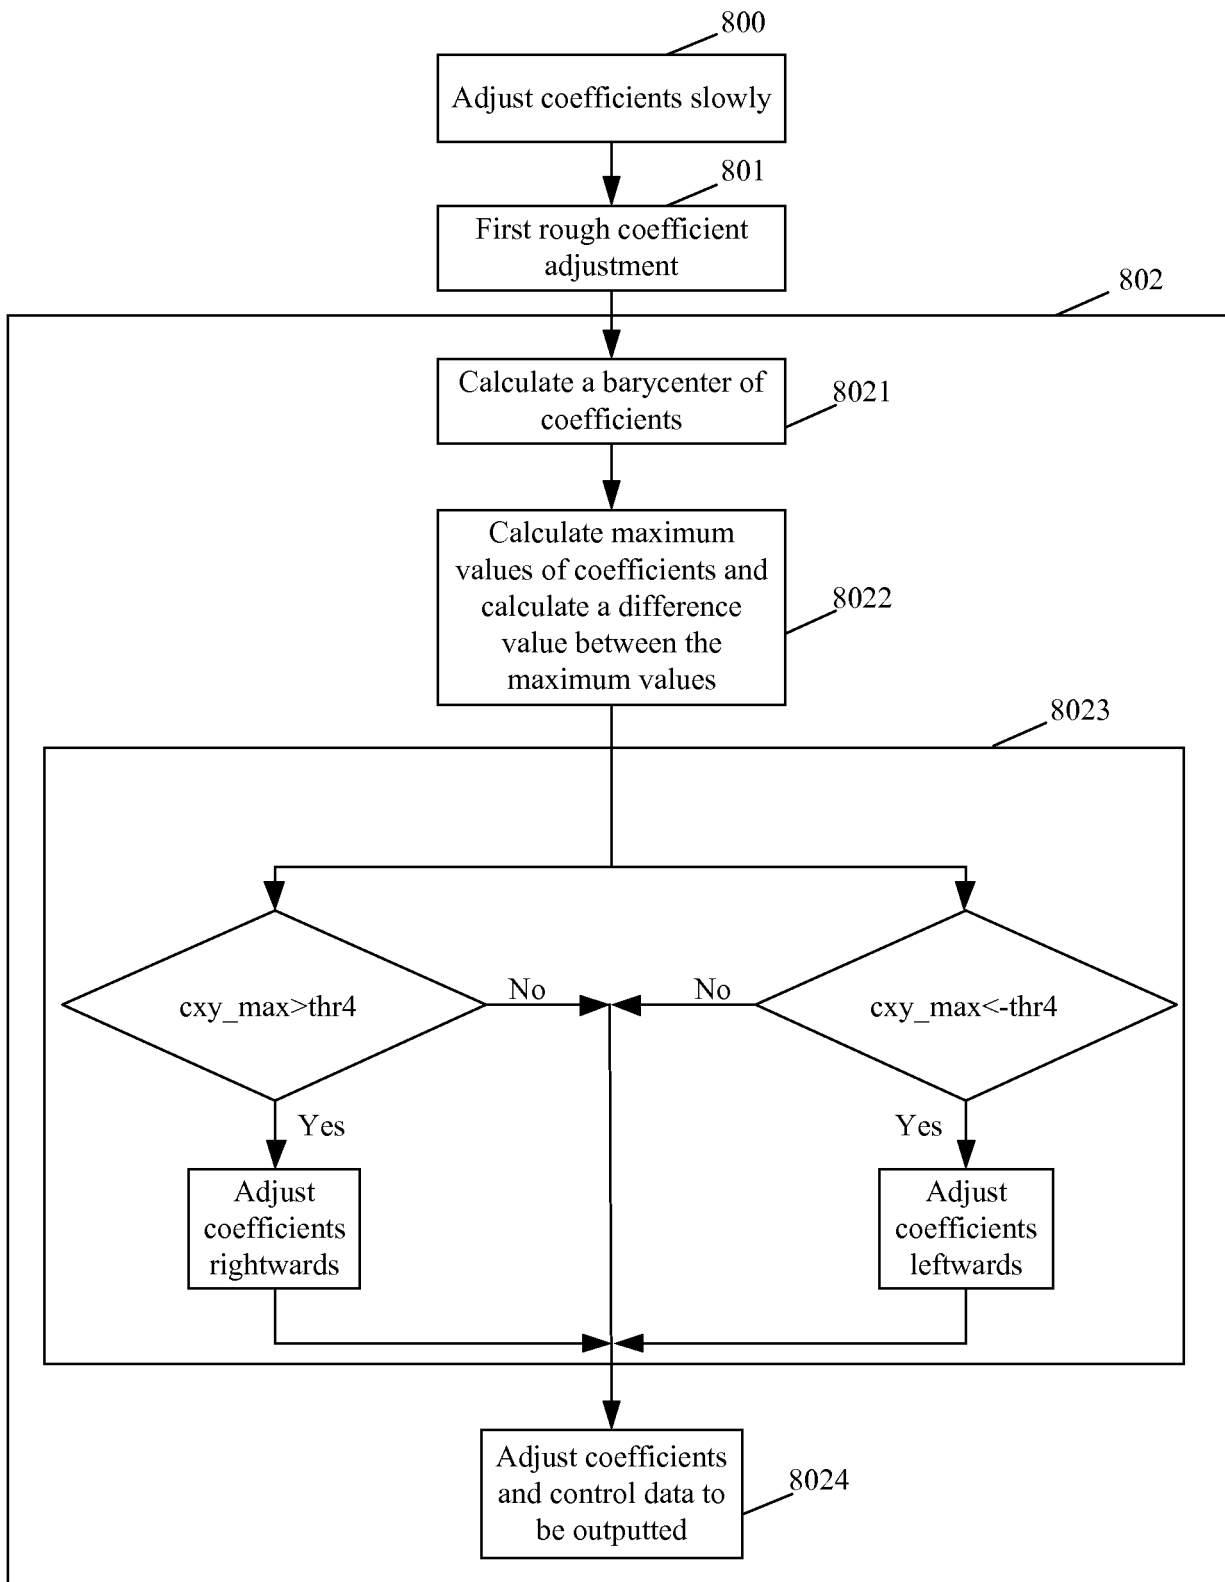 800
Adjust coefficients slowly
801
First rough coefficient
adjustment
802
Calculate a barycenter of
coefficients
8021
Calculate maximum
values of coefficients and
calculate a difference
value between the
maximum values
8022
8023
cxy_max>thr4
No
No
cxy_max<-thr4
Yes
Yes
Adjust
coefficients
rightwards
Adjust
coefficients
leftwards
Adjust coefficients
and control data to
be outputted
8024